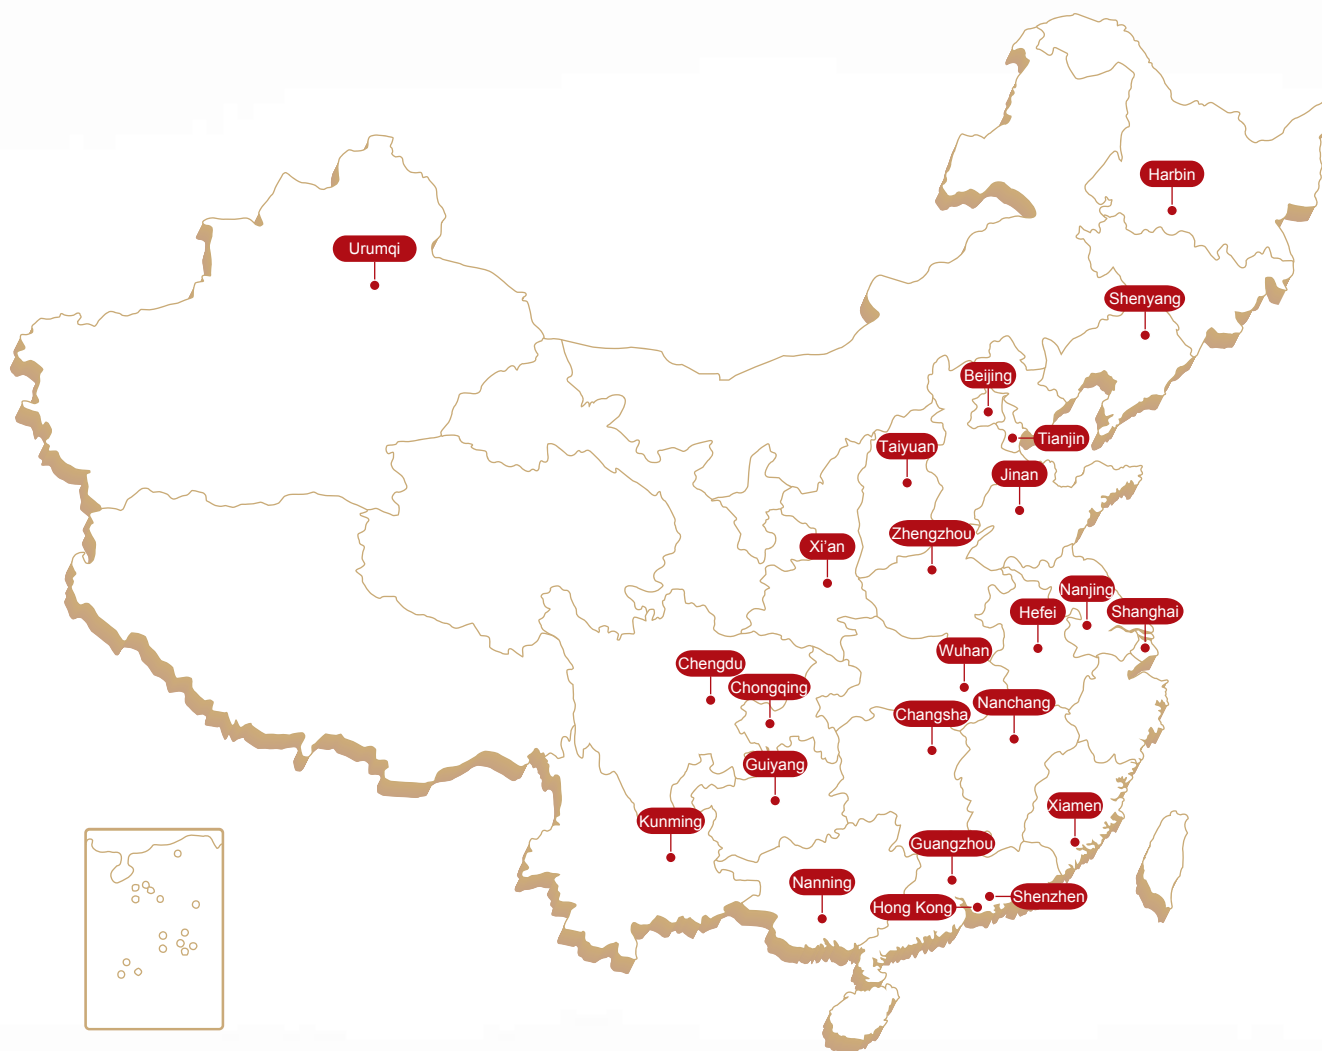 Harbin
Urumqi
Shenyang
Beijing
Tianjin
Taiyuan
Jinan
Zhengzhou
Xi'an
Nanjing
Hefei
Shanghai
Wuhan
Chengdu
Chongqing
Nanchang
Changsha
Guiyang
Xiamen
Kunming
Guangzhou
Nanning
Shenzhen
Hong Kong